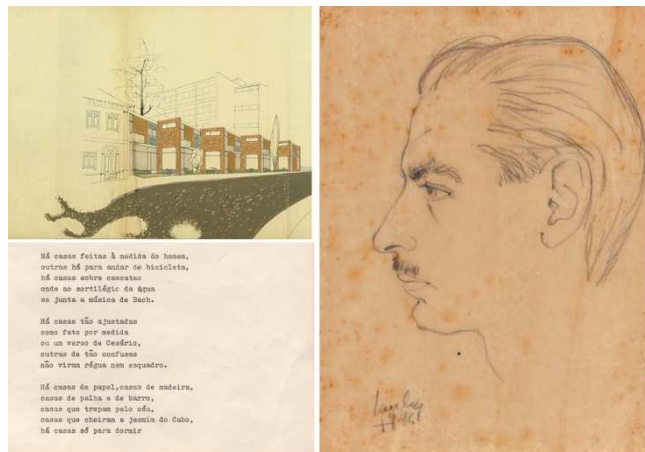 Há casas feitas à medida do homem,
outras há para andar de bicicleta,
há casas sobre cascatas
onde ao sortilégio da água
se junta a música de Bach.
Há casas tão ajustadas
como fato por medida
ou um verso de Cesário,
outras de tão confusas
não viram régua nem esquadro.
Há casas de papel,casas de madeira,
casas de palha e de barro,
casas que trepam pelo céu,
casas que cheiram a jasmim do Cabo,
há casas só para dormir